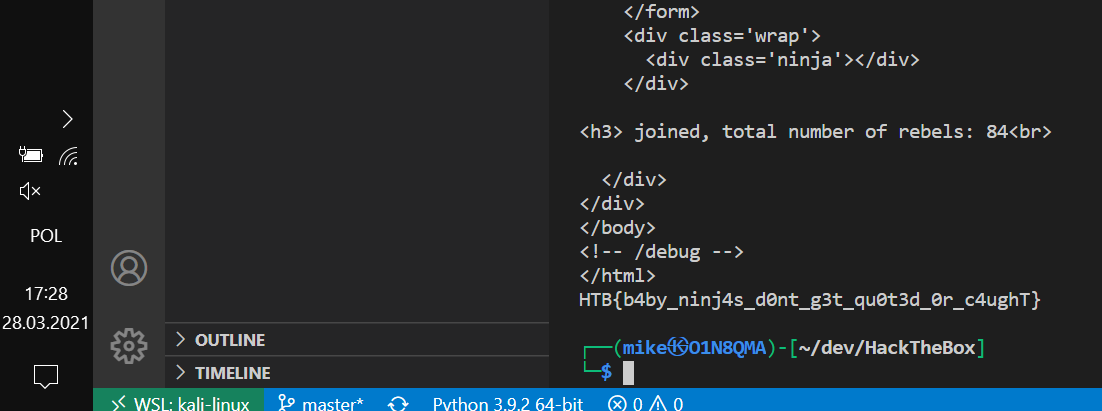 POL
17:28
28.03.2021
OUTLINE
TIMELINE
</form>
<div class='wrap'>
<div class='ninja'></div>
</div>
<h3> joined, total number of rebels: 84<br>
</div>
</div>
</body>
<!-- /debug -->
</html>
HTB{b4by_ninj4s_d0nt_g3t_qu0t3d_0r_c4ughT}
┌──(mike㉿O1N8QMA)-[~/dev/HackTheBox]
└─$
WSL: kali-linux master* Python 3.9.2 64-bit 0 0